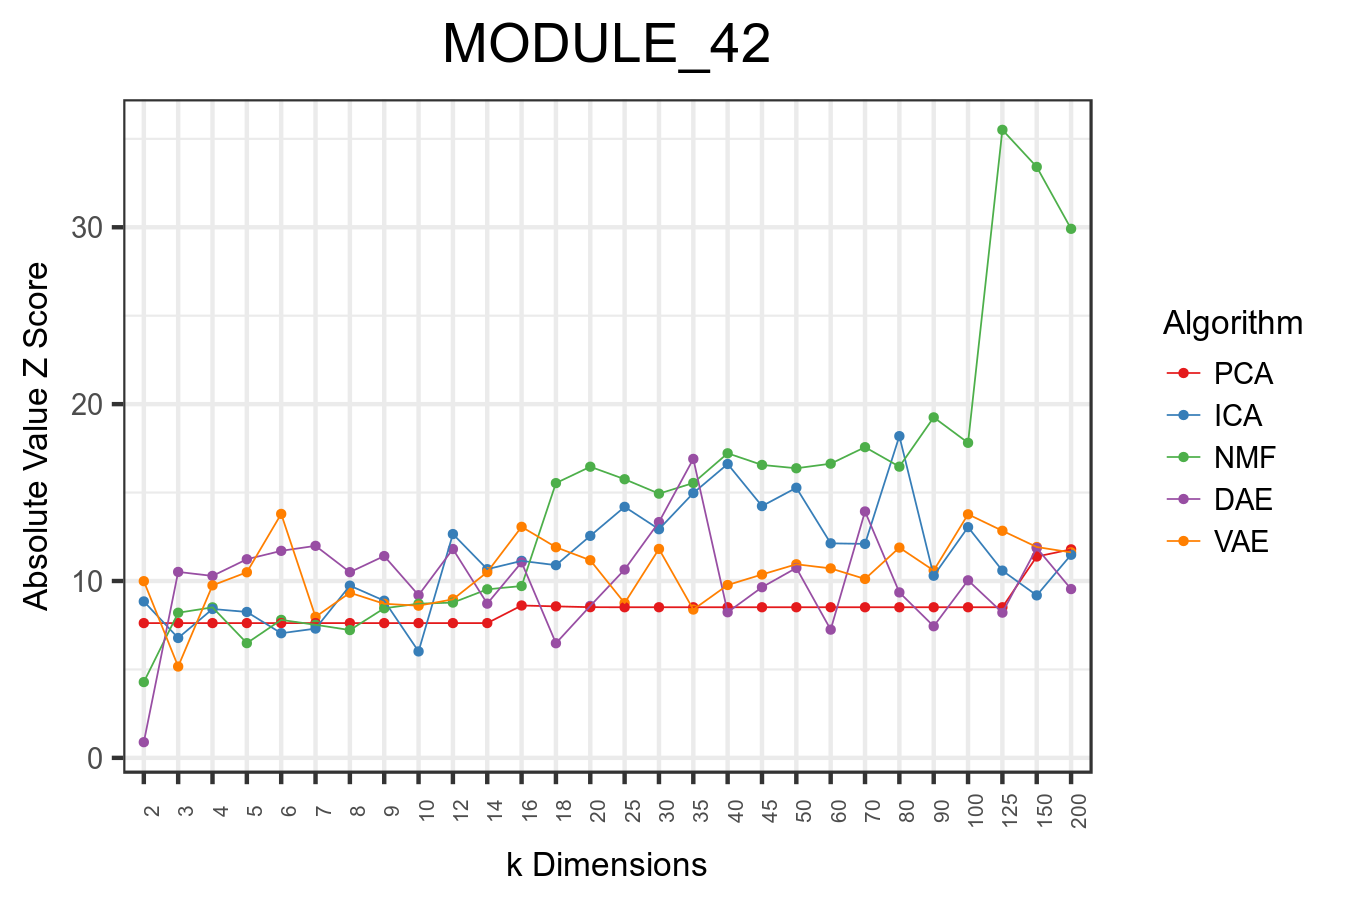 MODULE_42
Absolute Value Z Score
30
20
10
0
2 3 4 5 6 7 8 9 10 12 14 16 18 20 25 30 35 40 45 50 60 70 80 90 100 125 150 200
k Dimensions
Algorithm
PCA
ICA
NMF
DAE
VAE